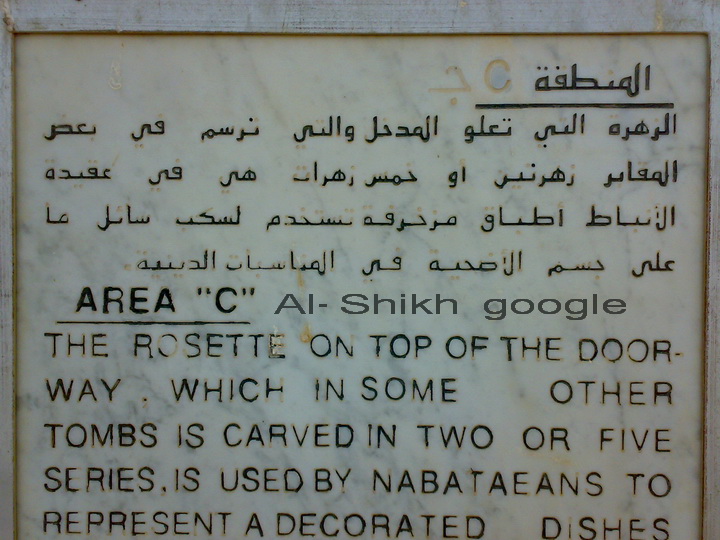 المنطقة C ج
الزهرة التي تعلو المدخل والتي ترسم في بعض
المقابر زهرتين او خمس زهرات هي في عقيدة
الأنباط اطباق مزخرفة تستخدم لسكب سائل ما
على جسم الأضحية في المناسبات الدينية
AREA "C" Al- Shikh google
THE ROSETTE ON TOP OF THE DOOR-
WAY . WHICH IN SOME OTHER
TOMBS IS CARVED IN TWO OR FIVE
SERIES, IS USED BY NABATAEANS TO
REPRESENT A DECORATED DISHES